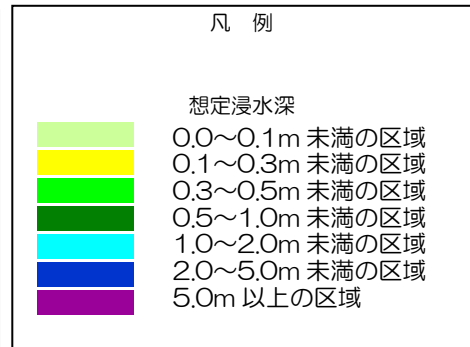 凡 例
想定浸水深
0.0～0.1m 未満の区域
0.1～0.3m 未満の区域
0.3～0.5m 未満の区域
0.5～1.0m 未満の区域
1.0～2.0m 未満の区域
2.0～5.0m 未満の区域
5.0m 以上の区域